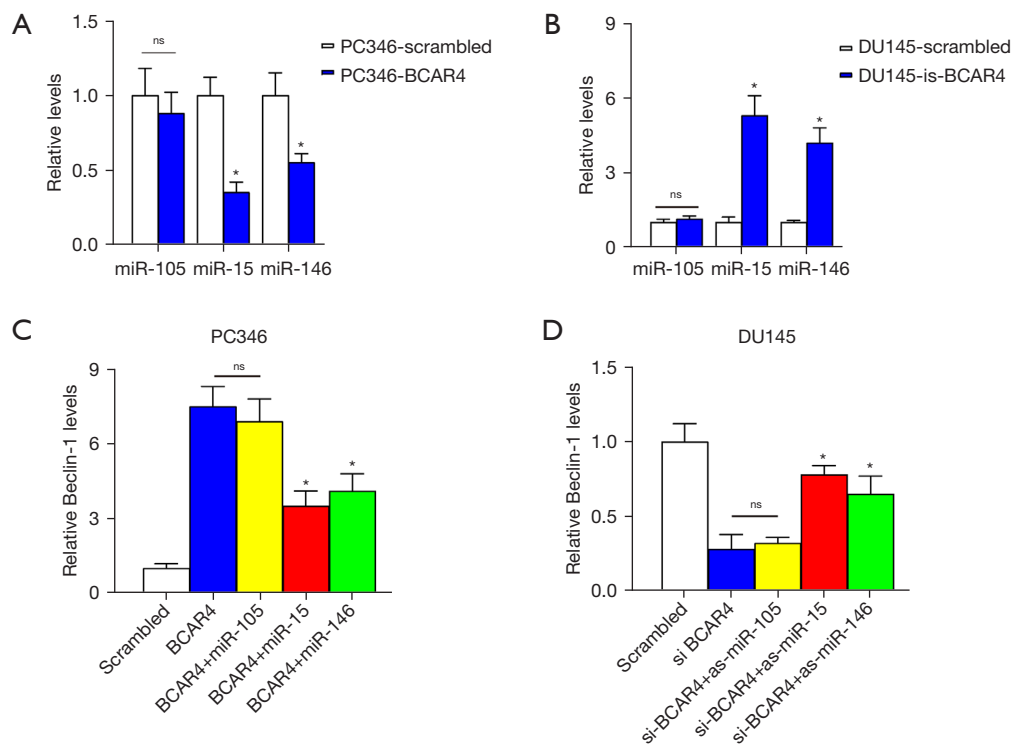 A
1.5
1.0
0.5
0.0
Relative levels
ns
*
*
PC346-scrambled
PC346-BCAR4
miR-105 miR-15 miR-146
B
9
6
3
0
Relative levels
ns
*
*
DU145-scrambled
DU145-is-BCAR4
miR-105 miR-15 miR-146
C
PC346
9
6
3
0
Relative Beclin-1 levels
ns
*
*
Scrambled
BCAR4
BCAR4+miR-105
BCAR4+miR-15
BCAR4+miR-146
D
DU145
1.5
1.0
0.5
0.0
Relative Beclin-1 levels
ns
*
*
Scrambled
si BCAR4
si-BCAR4+as-miR-105
si-BCAR4+as-miR-15
si-BCAR4+as-miR-146